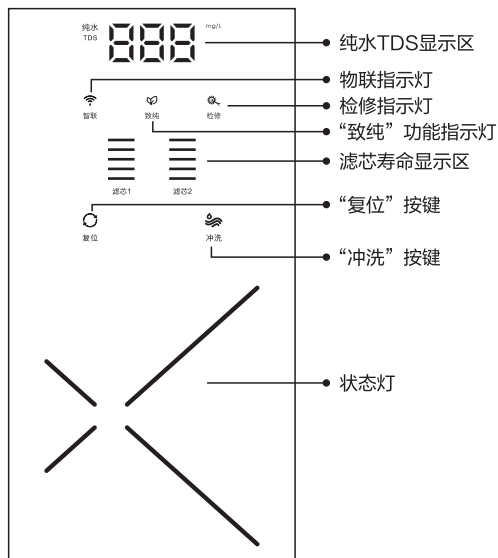 纯水 TDS
888
mg/L
纯水TDS显示区
物联指示灯
智联
致纯
检修
检修指示灯
“致纯”功能指示灯
滤芯寿命显示区
滤芯1
滤芯2
“复位”按键
复位
冲洗
“冲洗”按键
状态灯